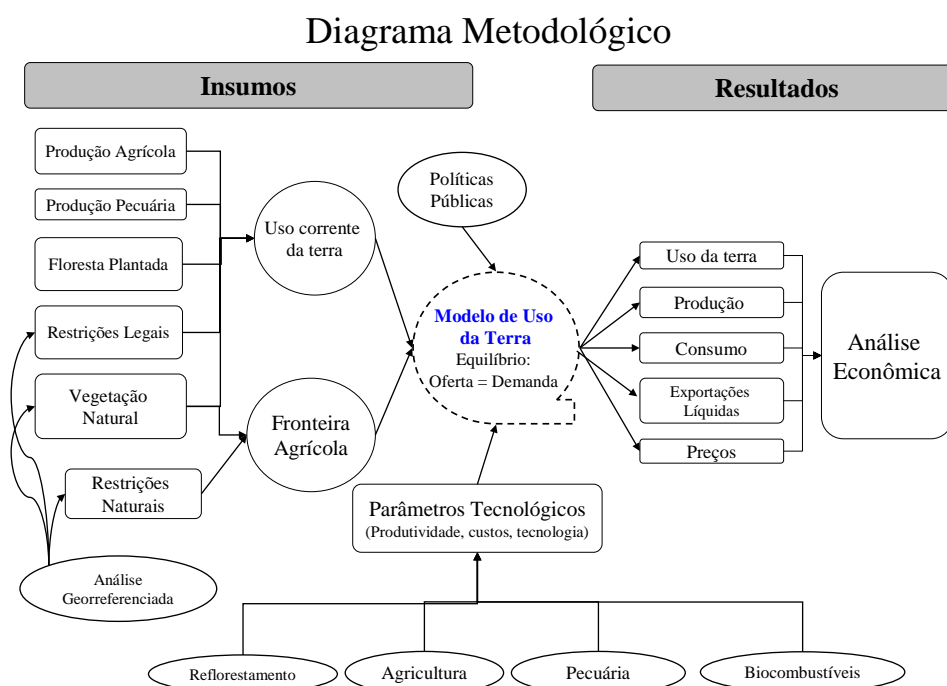 Diagrama Metodológico
Insumos
Resultados
Produção Agrícola
Produção Pecuária
Floresta Plantada
Restrições Legais
Vegetação
Natural
Restrições
Naturais
Análise
Georreferenciada
Uso corrente
da terra
Fronteira
Agrícola
Políticas
Públicas
Modelo de Uso
da Terra
Equilíbrio:
Oferta = Demanda
Parâmetros Tecnológicos
(Produtividade, custos, tecnologia)
Reflorestamento
Agricultura
Pecuária
Biocombustíveis
Uso da terra
Produção
Consumo
Exportações
Líquidas
Preços
Análise
Econômica